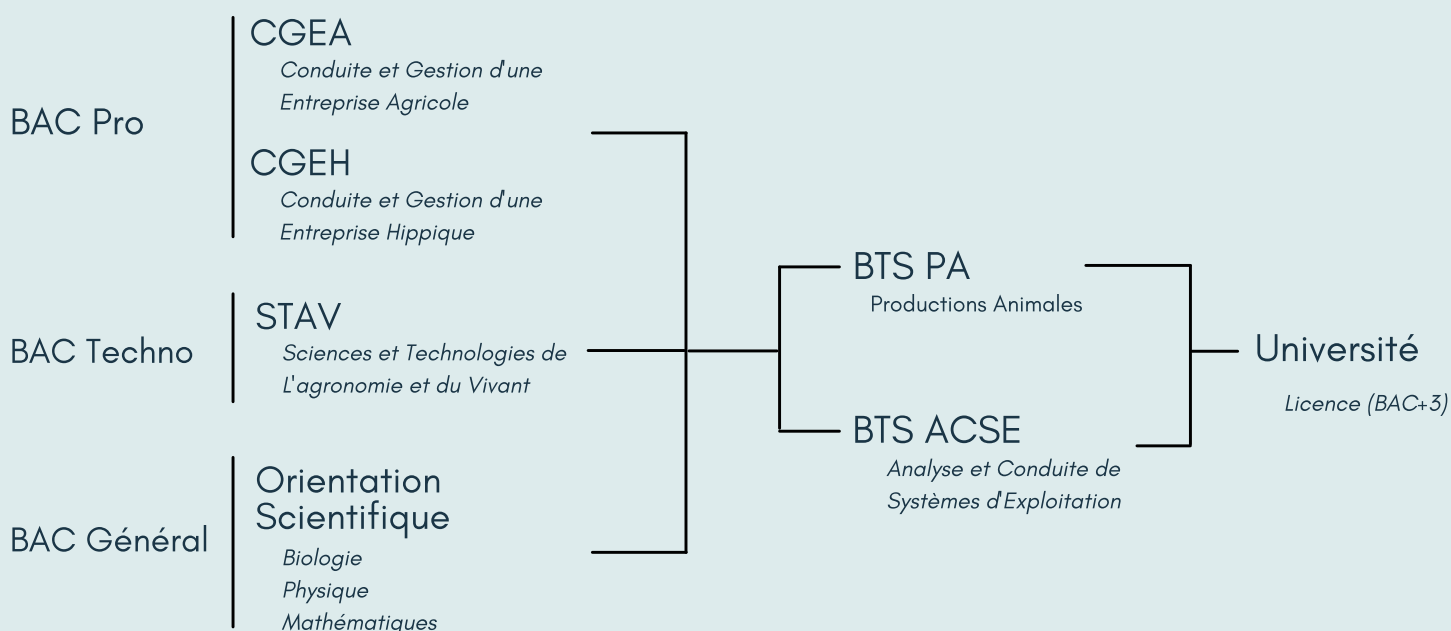 BAC Pro
CGEA
Conduite et Gestion d'une
Entreprise Agricole
CGEH
Conduite et Gestion d'une
Entreprise Hippique
BAC Techno
STAV
Sciences et Technologies de
L'agronomie et du Vivant
BAC Général
Orientation
Scientifique
Biologie
Physique
Mathématiques
BTS PA
Productions Animales
BTS ACSE
Analyse et Conduite de
Systèmes d'Exploitation
Université
Licence (BAC+3)